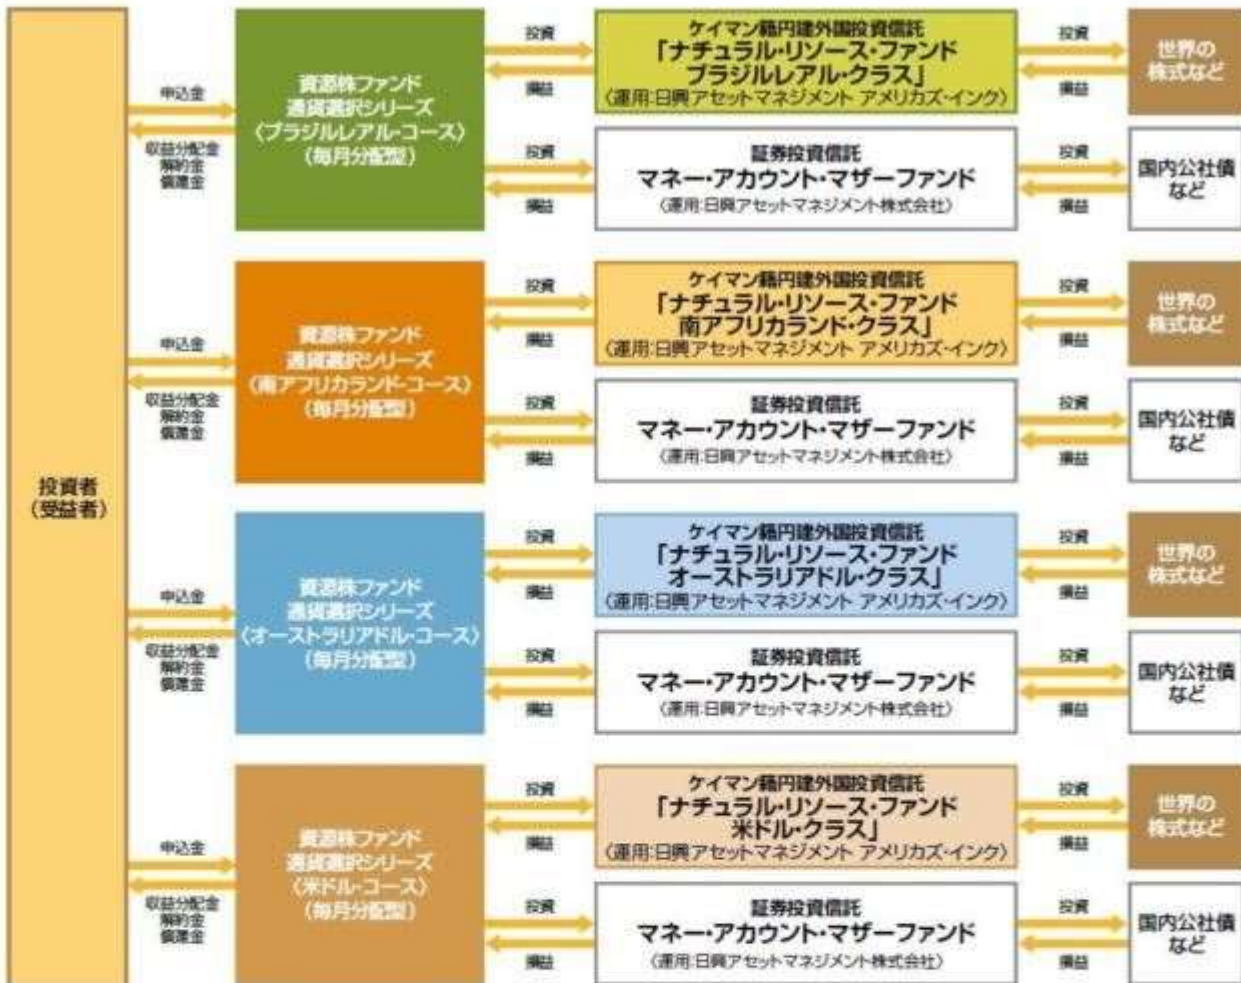 投資者
(受益者)
申込金
収益分配金
解約金
償還金
資源株ファンド
通貨選択シリーズ
〈ブラジルレアル・コース〉
(毎月分配型)
投資
損益
ケイマン籍円建外国投資信託
「ナチュラル・リソース・ファンド
ブラジルレアル・クラス」
〈運用:日興アセットマネジメント アメリカズ・インク〉
投資
損益
世界の
株式など
投資
損益
証券投資信託
マネー・アカウント・マザーファンド
〈運用:日興アセットマネジメント株式会社〉
投資
損益
国内公社債
など
申込金
収益分配金
解約金
償還金
資源株ファンド
通貨選択シリーズ
〈南アフリカランド・コース〉
(毎月分配型)
投資
損益
ケイマン籍円建外国投資信託
「ナチュラル・リソース・ファンド
南アフリカランド・クラス」
〈運用:日興アセットマネジメント アメリカズ・インク〉
投資
損益
世界の
株式など
投資
損益
証券投資信託
マネー・アカウント・マザーファンド
〈運用:日興アセットマネジメント株式会社〉
投資
損益
国内公社債
など
申込金
収益分配金
解約金
償還金
資源株ファンド
通貨選択シリーズ
〈オーストラリアドル・コース〉
(毎月分配型)
投資
損益
ケイマン籍円建外国投資信託
「ナチュラル・リソース・ファンド
オーストラリアドル・クラス」
〈運用:日興アセットマネジメント アメリカズ・インク〉
投資
損益
世界の
株式など
投資
損益
証券投資信託
マネー・アカウント・マザーファンド
〈運用:日興アセットマネジメント株式会社〉
投資
損益
国内公社債
など
申込金
収益分配金
解約金
償還金
資源株ファンド
通貨選択シリーズ
〈米ドル・コース〉
(毎月分配型)
投資
損益
ケイマン籍円建外国投資信託
「ナチュラル・リソース・ファンド
米ドル・クラス」
〈運用:日興アセットマネジメント アメリカズ・インク〉
投資
損益
世界の
株式など
投資
損益
証券投資信託
マネー・アカウント・マザーファンド
〈運用:日興アセットマネジメント株式会社〉
投資
損益
国内公社債
など